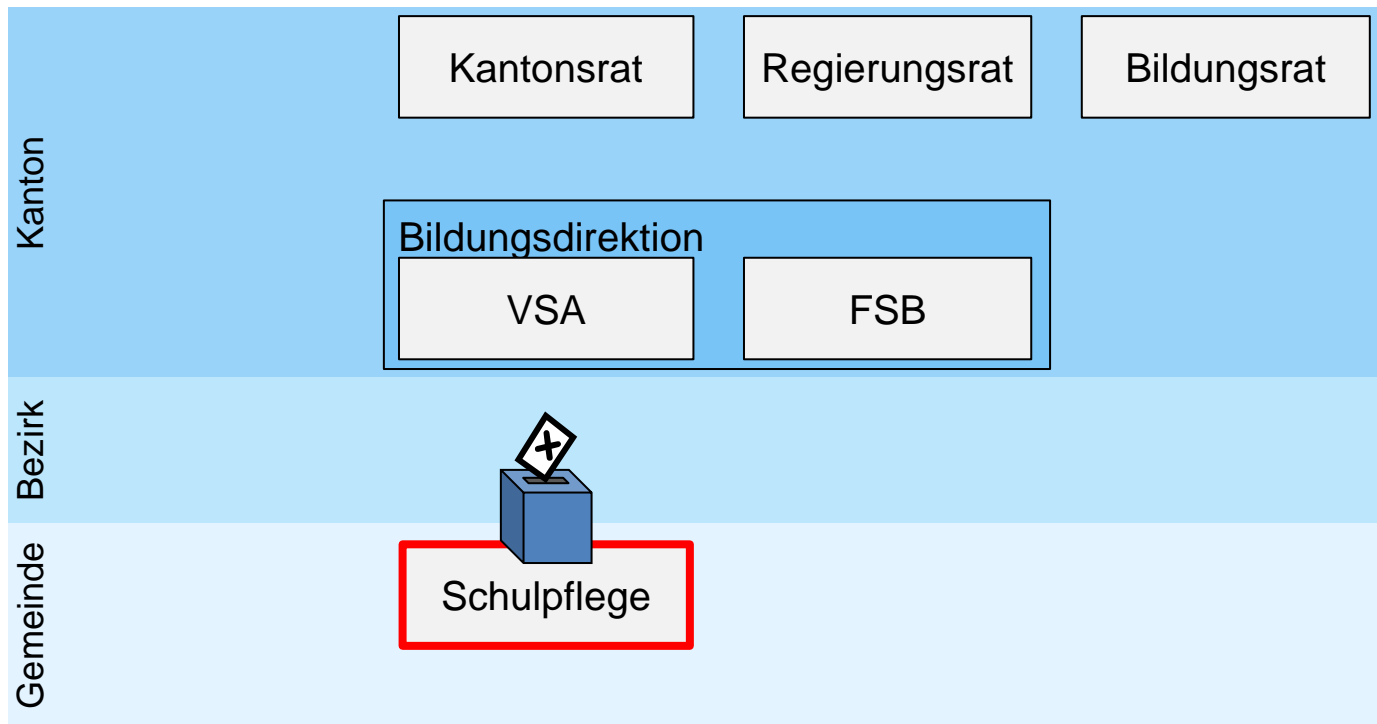 Kanton
Kantonsrat
Regierungsrat
Bildungsrat
Bildungsdirektion
VSA
FSB
Bezirk
Gemeinde
Schulpflege